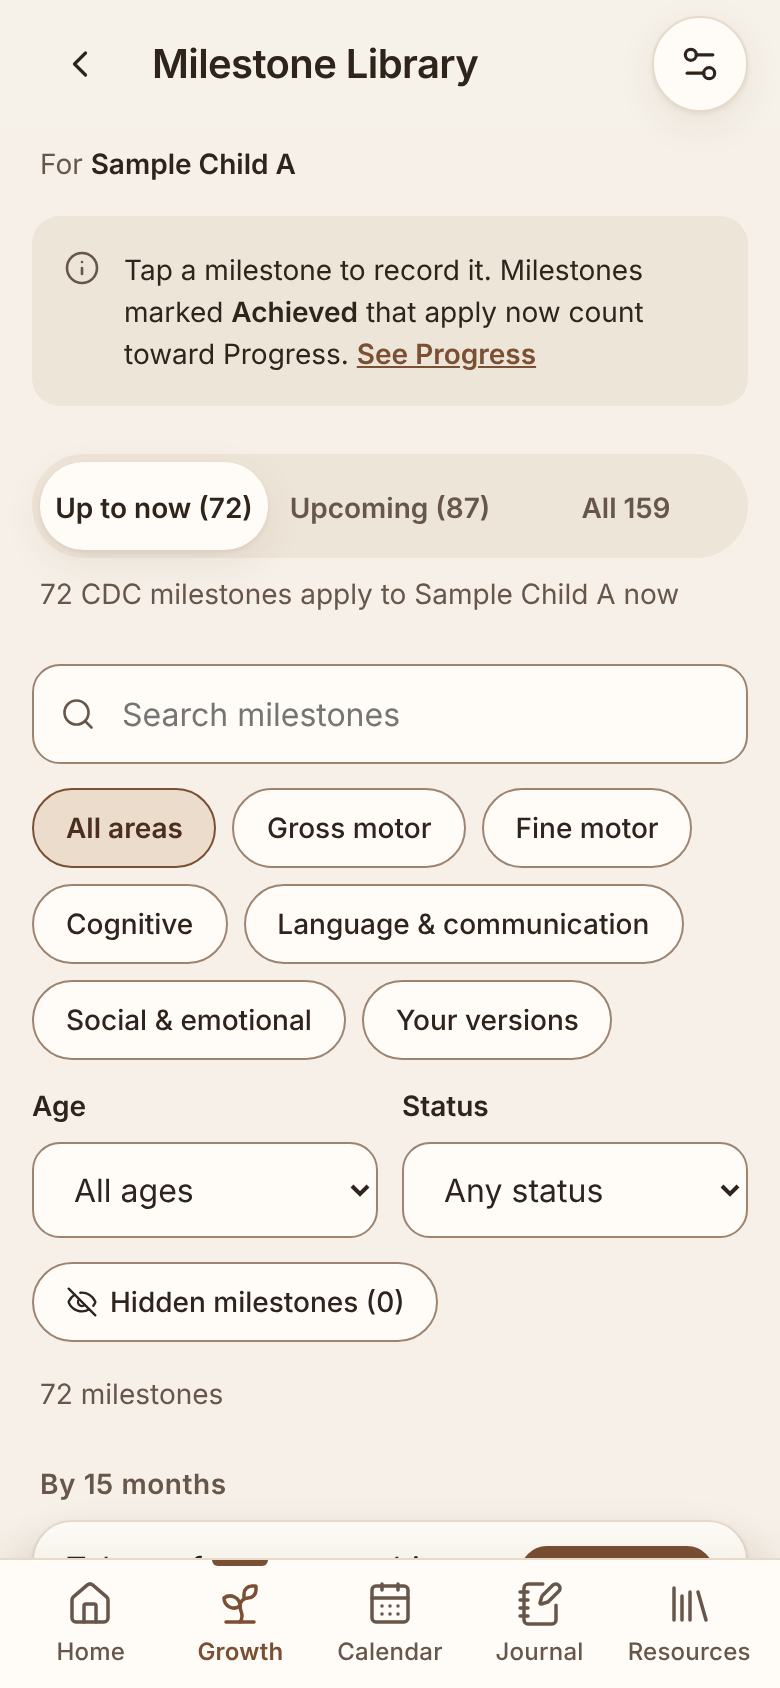 Milestone Library
For Sample Child A
Tap a milestone to record it. Milestones
marked Achieved that apply now count
toward Progress. See Progress
Up to now (72)
Upcoming (87)
All 159
72 CDC milestones apply to Sample Child A now
Search milestones
All areas
Gross motor
Fine motor
Cognitive
Language & communication
Social & emotional
Your versions
Age
Status
All ages
Any status
Hidden milestones (0)
72 milestones
By 15 months
Home
Growth
Calendar
Journal
Resources